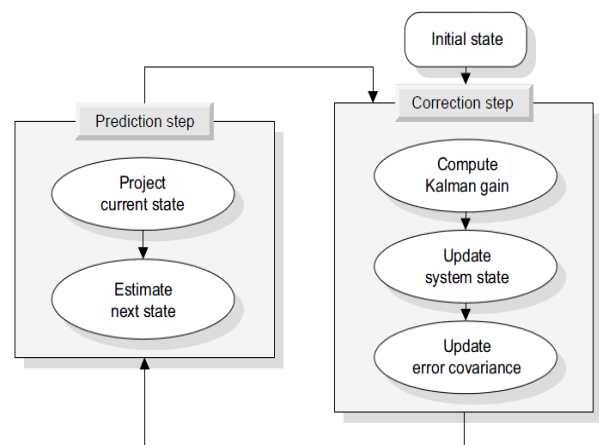 Initial state
Prediction step
Correction step
Project
current state
Estimate
next state
Compute
Kalman gain
Update
system state
Update
error covariance